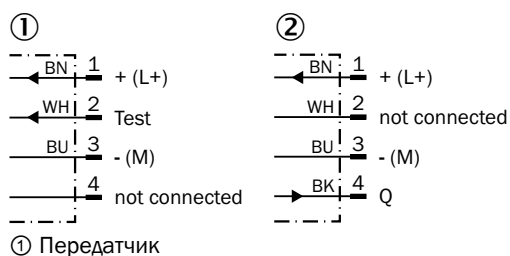 ①
BN 1 + (L+)
WH 2 Test
BU 3 - (M)
4 not connected
②
BN 1 + (L+)
WH 2 not connected
BU 3 - (M)
BK 4 Q
① Передатчик